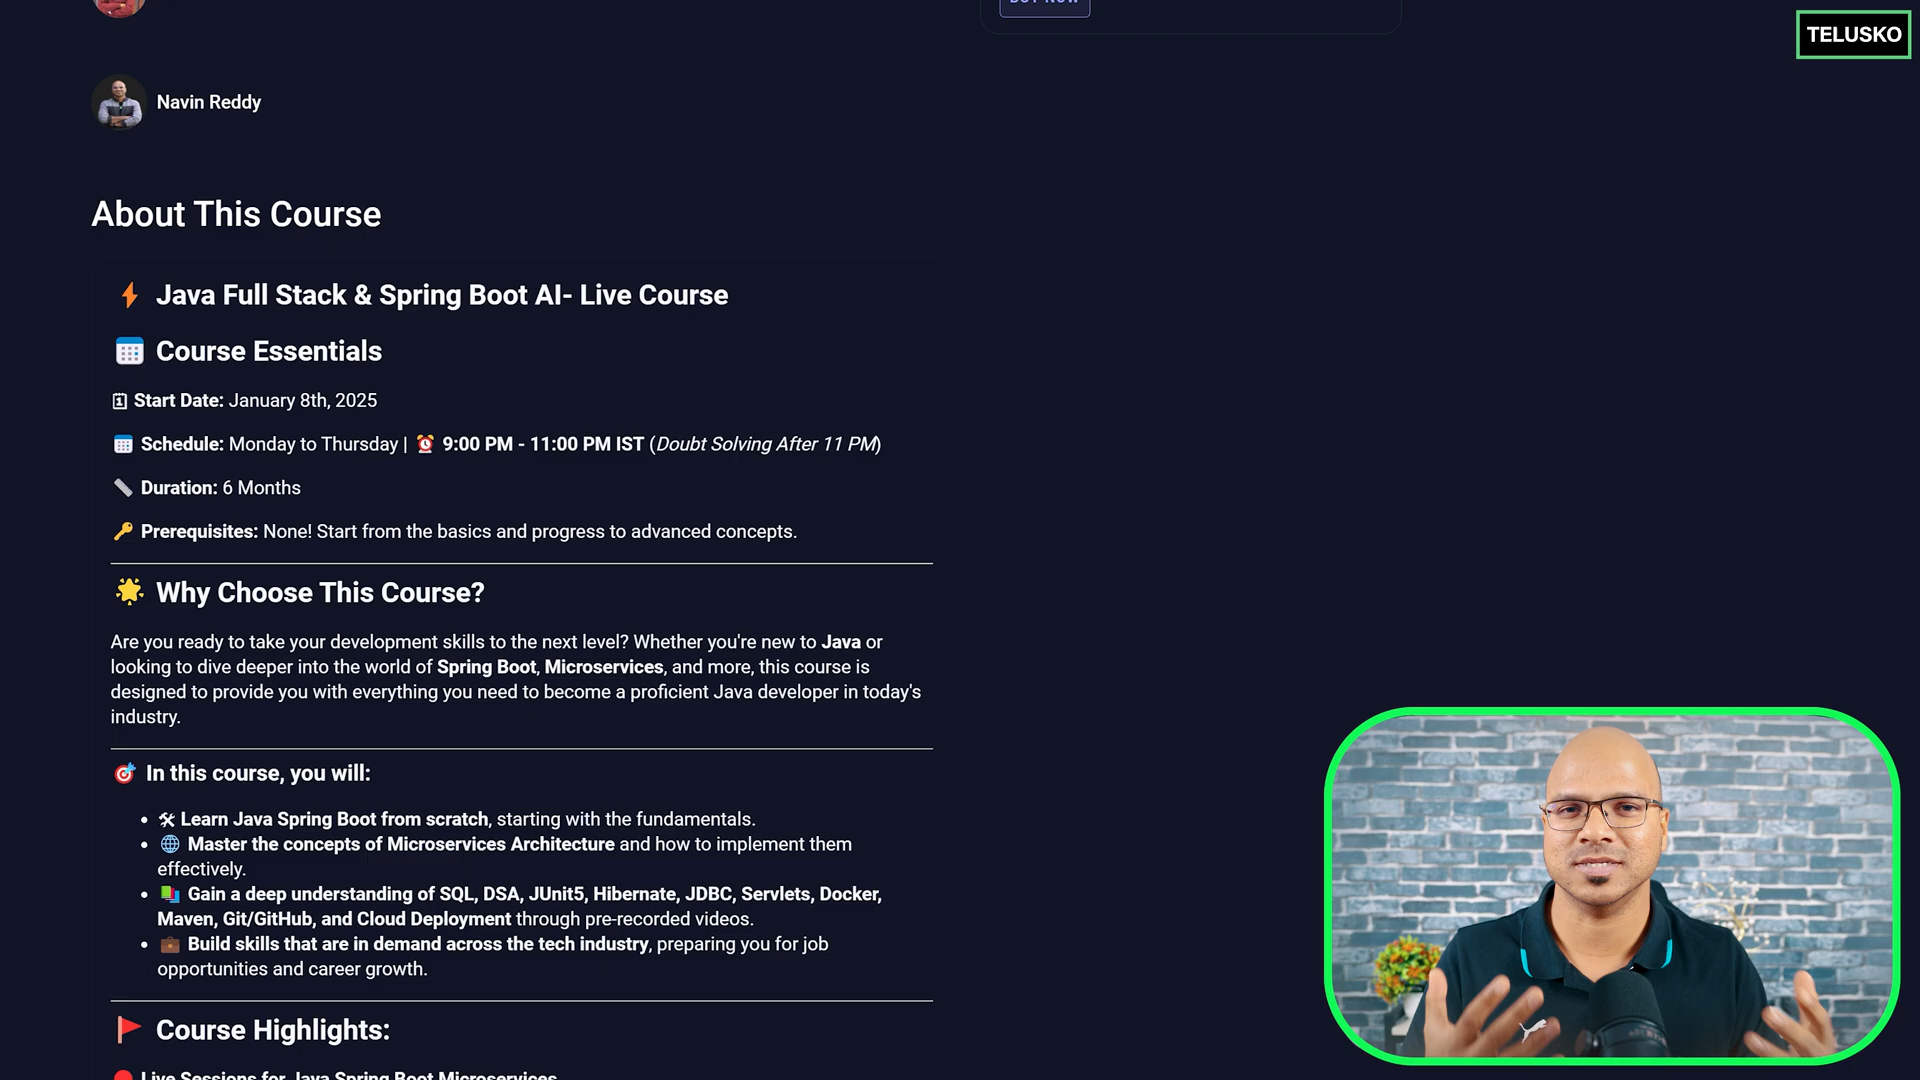 BUY NOW
TELUSKO
Navin Reddy
About This Course
Java Full Stack & Spring Boot AI- Live Course
Course Essentials
Start Date: January 8th, 2025
Schedule: Monday to Thursday | 9:00 PM - 11:00 PM IST (Doubt Solving After 11 PM)
Duration: 6 Months
Prerequisites: None! Start from the basics and progress to advanced concepts.
Why Choose This Course?
Are you ready to take your development skills to the next level? Whether you're new to Java or
looking to dive deeper into the world of Spring Boot, Microservices, and more, this course is
designed to provide you with everything you need to become a proficient Java developer in today's
industry.
In this course, you will:
Learn Java Spring Boot from scratch, starting with the fundamentals.
Master the concepts of Microservices Architecture and how to implement them
effectively.
Gain a deep understanding of SQL, DSA, JUnit5, Hibernate, JDBC, Servlets, Docker,
Maven, Git/GitHub, and Cloud Deployment through pre-recorded videos.
Build skills that are in demand across the tech industry, preparing you for job
opportunities and career growth.
Course Highlights:
Live Sessions for Java Spring Boot Microservices